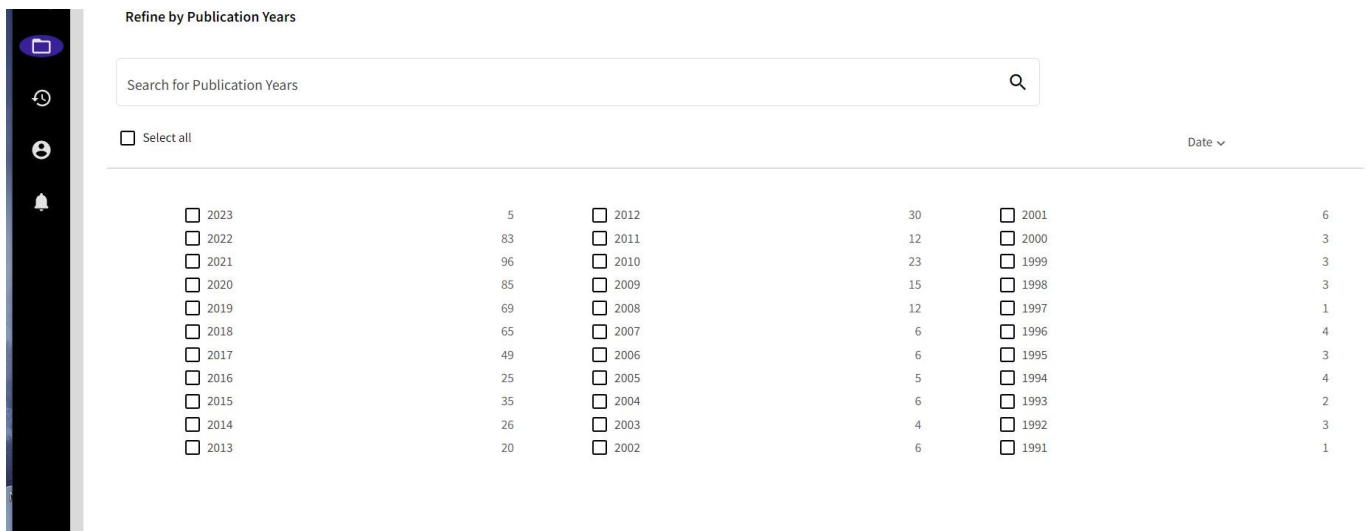 Refine by Publication Years
Search for Publication Years
Select all
Date
2023 5 2012 30 2001 6
2022 83 2011 12 2000 3
2021 96 2010 23 1999 3
2020 85 2009 15 1998 3
2019 69 2008 12 1997 1
2018 65 2007 6 1996 4
2017 49 2006 6 1995 3
2016 25 2005 5 1994 4
2015 35 2004 6 1993 2
2014 26 2003 4 1992 3
2013 20 2002 6 1991 1